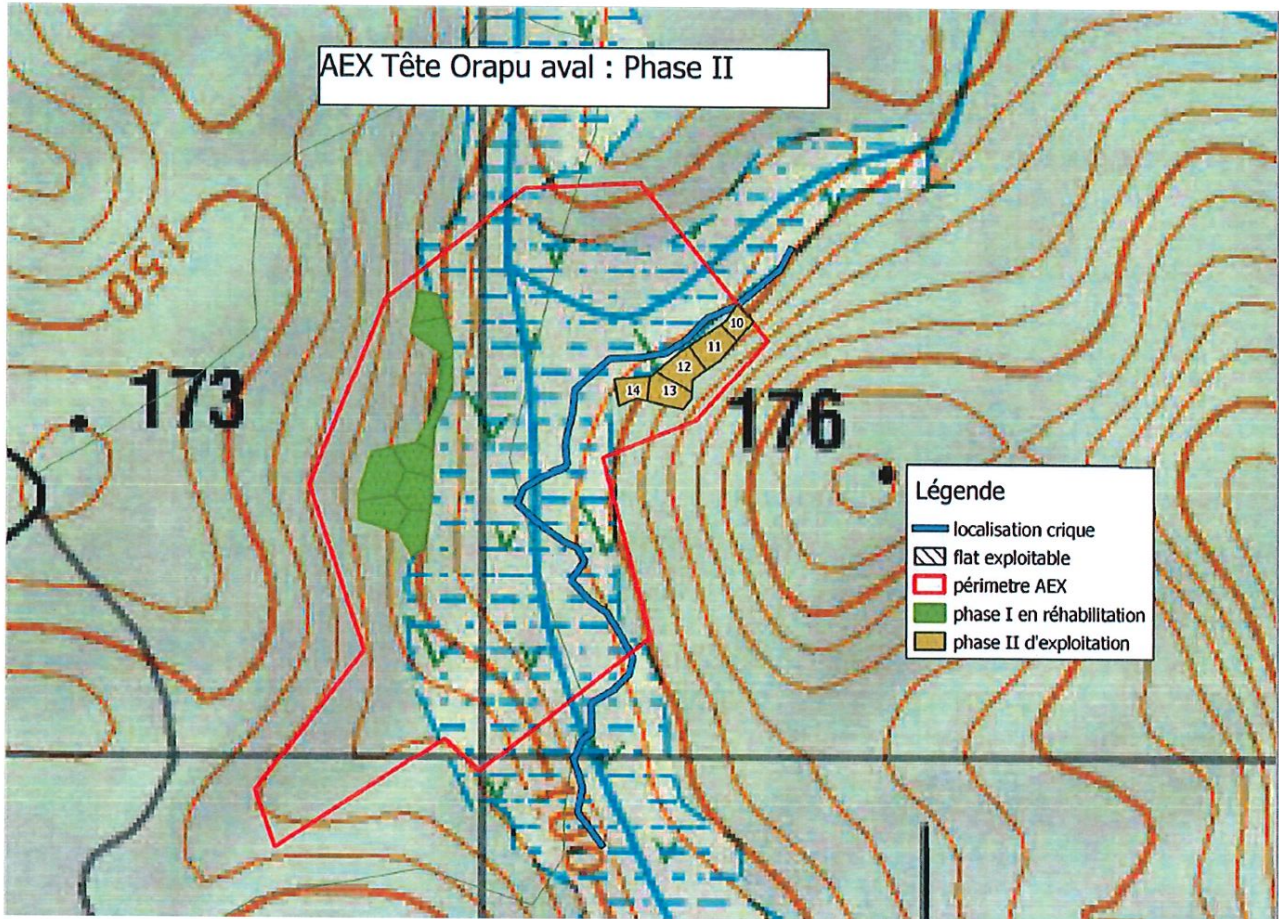 AEX Tête Orapu aval : Phase II
150
173
10
11
12
14
13
176
Légende
localisation crique
flat exploitable
périmetre AEX
phase I en réhabilitation
phase II d'exploitation
100